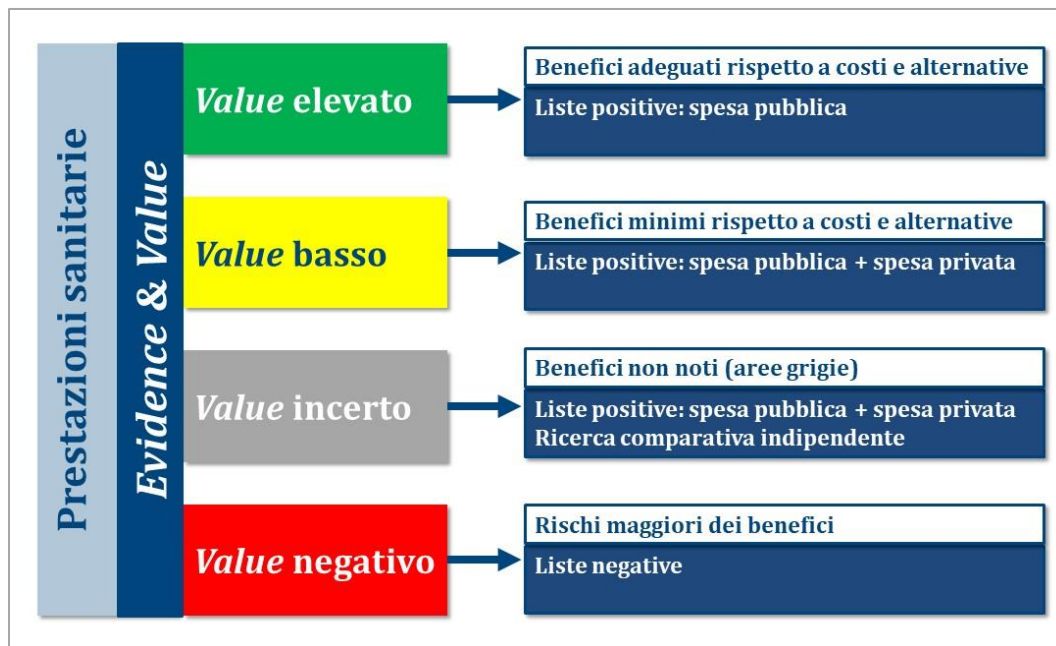 Prestazioni sanitarie
Evidence & Value
Value elevato
Benefici adeguati rispetto a costi e alternative
Liste positive: spesa pubblica
Value basso
Benefici minimi rispetto a costi e alternative
Liste positive: spesa pubblica + spesa privata
Value incerto
Benefici non noti (aree grigie)
Liste positive: spesa pubblica + spesa privata
Ricerca comparativa indipendente
Value negativo
Rischi maggiori dei benefici
Liste negative